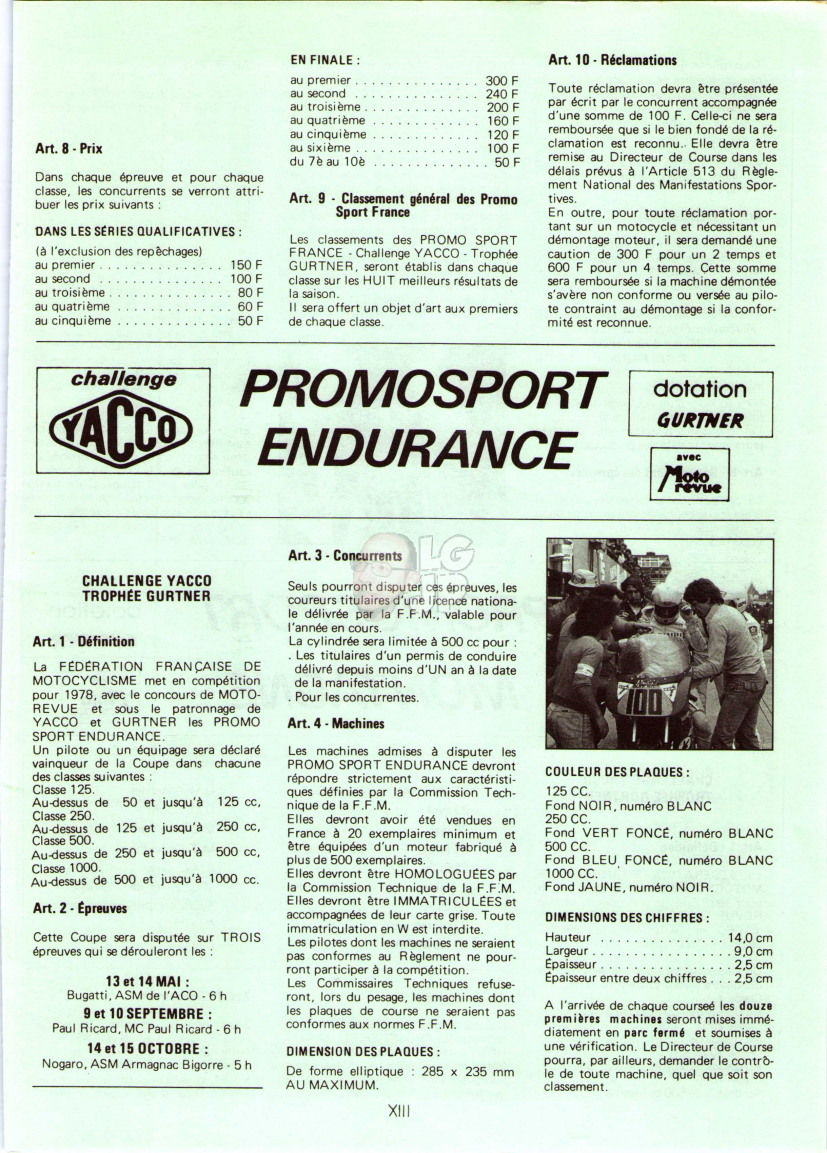 Art. 8 - Prix
Dans chaque épreuve et pour chaque
classe, les concurrents se verront attri-
buer les prix suivants :
DANS LES SÉRIES QUALIFICATIVES :
(à l'exclusion des repêchages)
au premier . . . . . . . . . . . . . . . 150 F
au second . . . . . . . . . . . . . . . 100 F
au troisième . . . . . . . . . . . . . . 80 F
au quatrième . . . . . . . . . . . . . . 60 F
au cinquième . . . . . . . . . . . . . . 50 F
EN FINALE :
au premier . . . . . . . . . . . . . . . 300 F
au second . . . . . . . . . . . . . . . 240 F
au troisième . . . . . . . . . . . . . . 200 F
au quatrième . . . . . . . . . . . . . . 160 F
au cinquième . . . . . . . . . . . . . . 120 F
au sixième . . . . . . . . . . . . . . . 100 F
du 7è au 10è . . . . . . . . . . . . . . 50 F
Art. 9 - Classement général des Promo
Sport France
Les classements des PROMO SPORT
FRANCE - Challenge YACCO - Trophée
GURTNER, seront établis dans chaque
classe sur les HUIT meilleurs résultats de
la saison.
Il sera offert un objet d'art aux premiers
de chaque classe.
Art. 10 - Réclamations
Toute réclamation devra être présentée
par écrit par le concurrent accompagnée
d'une somme de 100 F. Celle-ci ne sera
remboursée que si le bien fondé de la ré-
clamation est reconnu. Elle devra être
remise au Directeur de Course dans les
délais prévus à l'Article 513 du Règle-
ment National des Manifestations Spor-
tives.
En outre, pour toute réclamation por-
tant sur un motocycle et nécessitant un
démontage moteur, il sera demandé une
caution de 300 F pour un 2 temps et
600 F pour un 4 temps. Cette somme
sera remboursée si la machine démontée
s'avère non conforme ou versée au pilo-
te contraint au démontage si la confor-
mité est reconnue.
challenge
YACCO
PROMOSPORT
ENDURANCE
dotation
GURTNER
avec
Moto
revue
CHALLENGE YACCO
TROPHÉE GURTNER
Art. 1 - Définition
La FÉDÉRATION FRANÇAISE DE
MOTOCYCLISME met en compétition
pour 1978, avec le concours de MOTO-
REVUE et sous le patronnage de
YACCO et GURTNER les PROMO
SPORT ENDURANCE.
Un pilote ou un équipage sera déclaré
vainqueur de la Coupe dans chacune
des classes suivantes :
Classe 125.
Au-dessus de 50 et jusqu'à 125 cc,
Classe 250.
Au-dessus de 125 et jusqu'à 250 cc,
Classe 500.
Au-dessus de 250 et jusqu'à 500 cc,
Classe 1000.
Au-dessus de 500 et jusqu'à 1000 cc.
Art. 2 - Épreuves
Cette Coupe sera disputée sur TROIS
épreuves qui se dérouleront les :
13 et 14 MAI :
Bugatti, ASM de l'ACO - 6 h
9 et 10 SEPTEMBRE :
Paul Ricard, MC Paul Ricard - 6 h
14 et 15 OCTOBRE :
Nogaro, ASM Armagnac Bigorre - 5 h
Art. 3 - Concurrents
Seuls pourront disputer ces épreuves, les
coureurs titulaires d'une licence nationa-
le délivrée par la F.F.M., valable pour
l'année en cours.
La cylindrée sera limitée à 500 cc pour :
. Les titulaires d'un permis de conduire
délivré depuis moins d'UN an à la date
de la manifestation.
. Pour les concurrentes.
Art. 4 - Machines
Les machines admises à disputer les
PROMO SPORT ENDURANCE devront
répondre strictement aux caractéristi-
ques définies par la Commission Tech-
nique de la F.F.M.
Elles devront avoir été vendues en
France à 20 exemplaires minimum et
être équipées d'un moteur fabriqué à
plus de 500 exemplaires.
Elles devront être HOMOLOGUÉES par
la Commission Technique de la F.F.M.
Elles devront être IMMATRICULÉES et
accompagnées de leur carte grise. Toute
immatriculation en W est interdite.
Les pilotes dont les machines ne seraient
pas conformes au Règlement ne pour-
ront participer à la compétition.
Les Commissaires Techniques refuse-
ront, lors du pesage, les machines dont
les plaques de course ne seraient pas
conformes aux normes F.F.M.
DIMENSION DES PLAQUES :
De forme elliptique : 285 x 235 mm
AU MAXIMUM.
100
COULEUR DES PLAQUES :
125 CC.
Fond NOIR, numéro BLANC
250 CC.
Fond VERT FONCÉ, numéro BLANC
500 CC.
Fond BLEU FONCÉ, numéro BLANC
1000 CC.
Fond JAUNE, numéro NOIR.
DIMENSIONS DES CHIFFRES :
Hauteur . . . . . . . . . . . . . . . 14,0 cm
Largeur . . . . . . . . . . . . . . . . 9,0 cm
Épaisseur . . . . . . . . . . . . . . . 2,5 cm
Épaisseur entre deux chiffres . . . 2,5 cm
A l'arrivée de chaque courseé les douze
premières machines seront mises immé-
diatement en parc fermé et soumises à
une vérification. Le Directeur de Course
pourra, par ailleurs, demander le contrô-
le de toute machine, quel que soit son
classement.
XIII